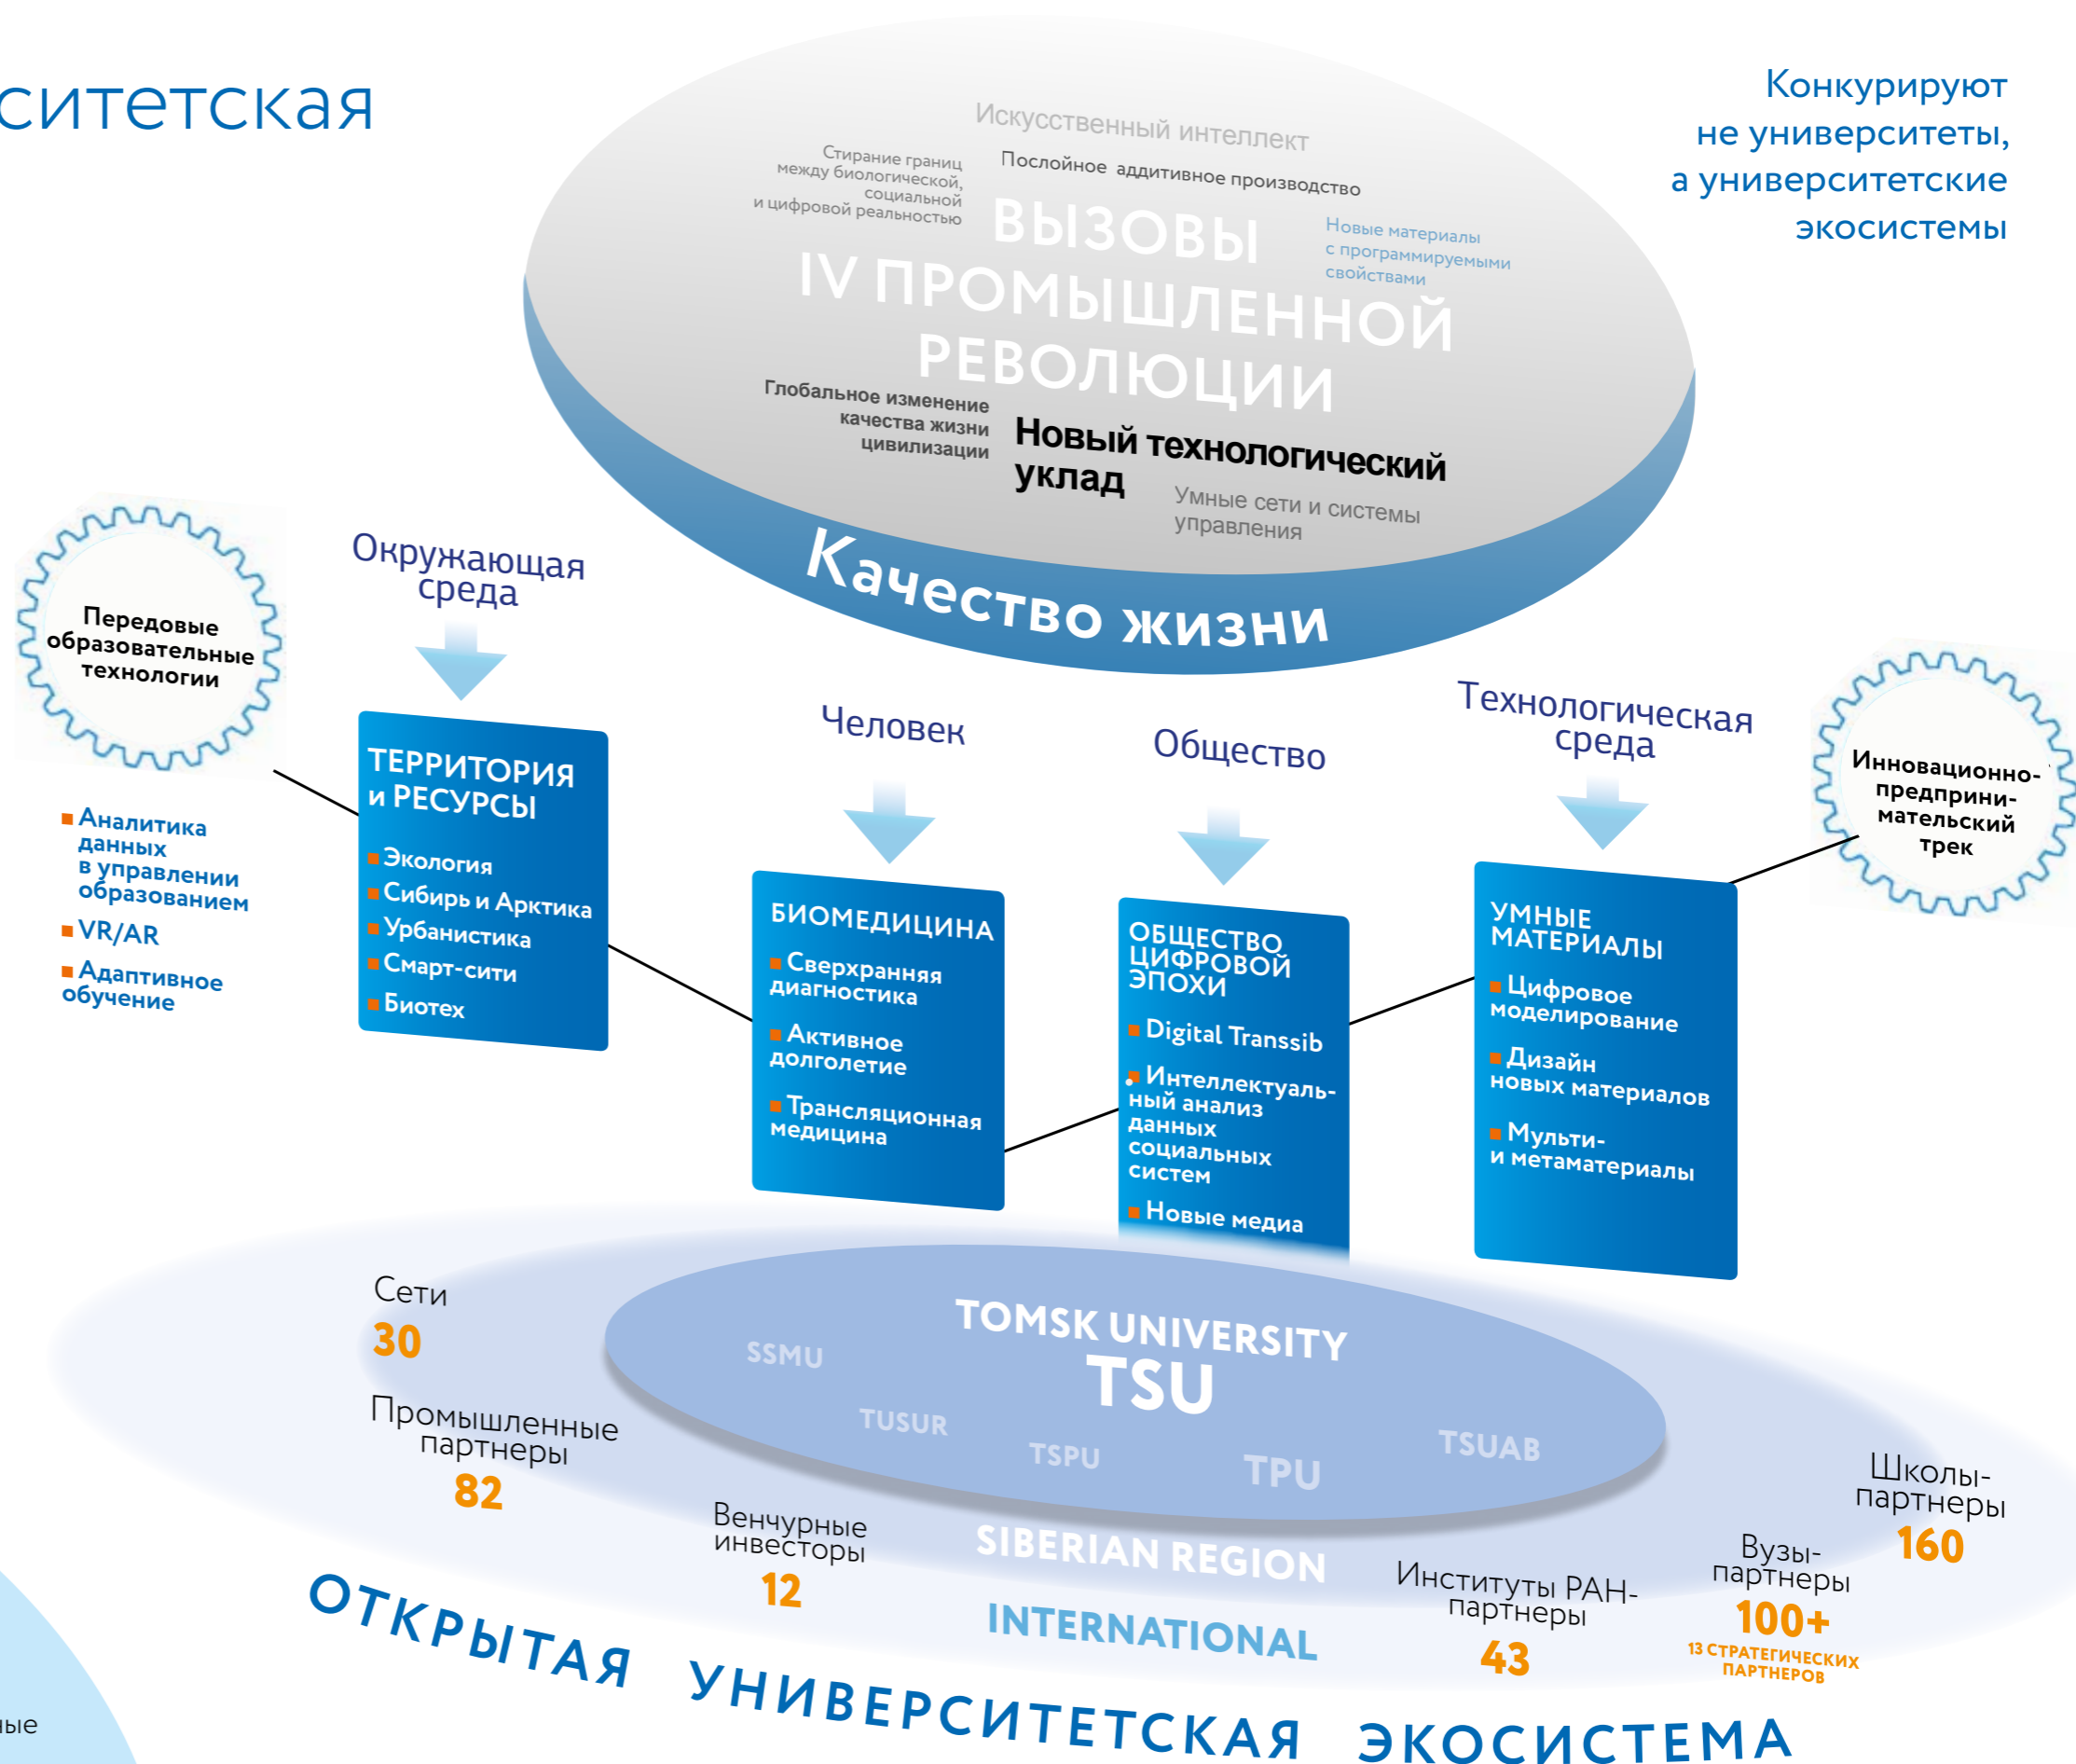 ситетская
Конкурируют
не университеты,
а университетские
экосистемы
Искусственный интеллект
Послойное аддитивное производство
Стирание границ
между биологической,
социальной
и цифровой реальностью
Новые материалы
с программируемыми
свойствами
ВЫЗОВЫ
IV ПРОМЫШЛЕННОЙ
РЕВОЛЮЦИИ
Глобальное изменение
качества жизни
цивилизации
Новый технологический
уклад
Умные сети и системы
управления
Качество жизни
Передовые
образовательные
технологии
Аналитика
данных
в управлении
образованием
VR/AR
Адаптивное
обучение
Окружающая
среда
ТЕРРИТОРИЯ
и РЕСУРСЫ
Экология
Сибирь и Арктика
Урбанистика
Смарт-сити
Биотех
Человек
БИОМЕДИЦИНА
Сверхранняя
диагностика
Активное
долголетие
Трансляционная
медицина
Общество
ОБЩЕСТВО
ЦИФРОВОЙ
ЭПОХИ
Digital Transsib
Интеллектуаль-
ный анализ
данных
социальных
систем
Новые медиа
Технологическая
среда
УМНЫЕ
МАТЕРИАЛЫ
Цифровое
моделирование
Дизайн
новых материалов
Мульти-
и метаматериалы
Инновационно-
предприни-
мательский
трек
TOMSK UNIVERSITY
TSU
SSMU
TUSUR
TSPU
TPU
TSUAB
SIBERIAN REGION
INTERNATIONAL
Сети
30
Промышленные
партнеры
82
Венчурные
инвесторы
12
Институты РАН-
партнеры
43
Вузы-
партнеры
100+
13 СТРАТЕГИЧЕСКИХ
ПАРТНЕРОВ
Школы-
партнеры
160
ОТКРЫТАЯ УНИВЕРСИТЕТСКАЯ ЭКОСИСТЕМА
ные